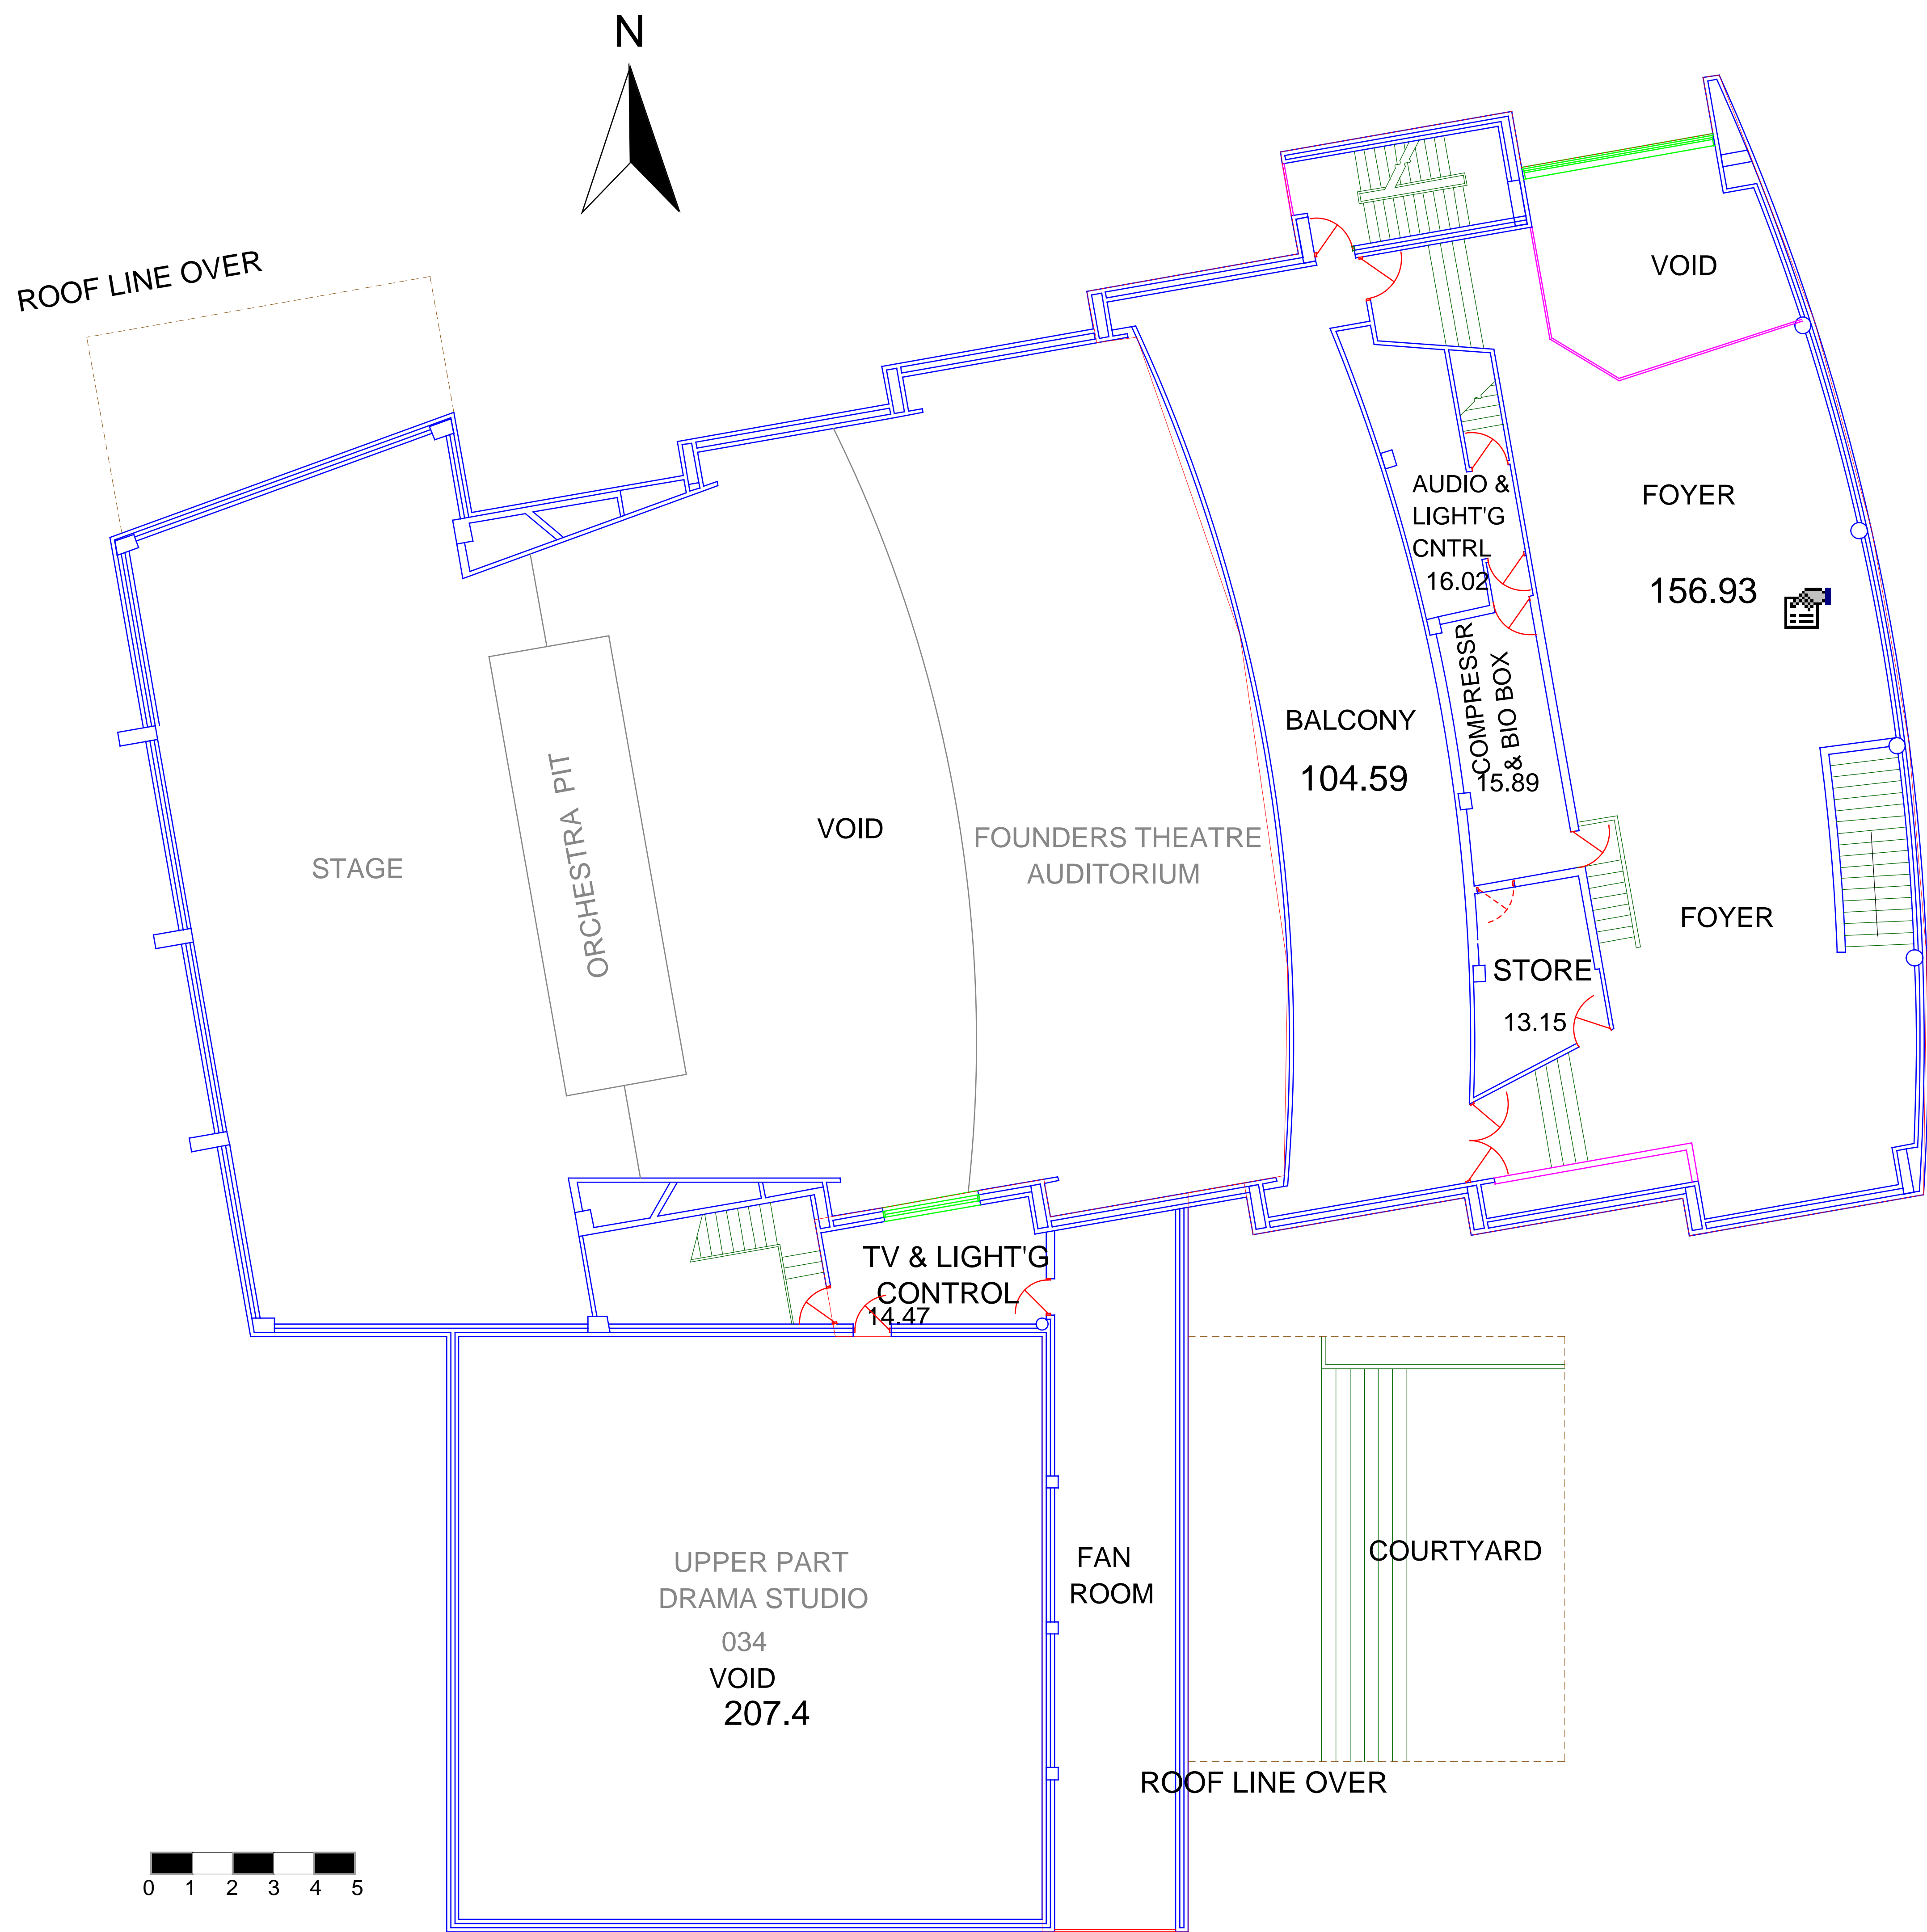 N
ROOF LINE OVER
VOID
AUDIO &
LIGHT'G
CNTRL
16.02
FOYER
156.93
COMPRESSR
& BIO BOX
15.89
BALCONY
104.59
VOID
FOUNDERS THEATRE
AUDITORIUM
STAGE
ORCHESTRA PIT
FOYER
STORE
13.15
TV & LIGHT'G
CONTROL
14.47
UPPER PART
DRAMA STUDIO
034
VOID
207.4
FAN
ROOM
COURTYARD
ROOF LINE OVER
0 1 2 3 4 5